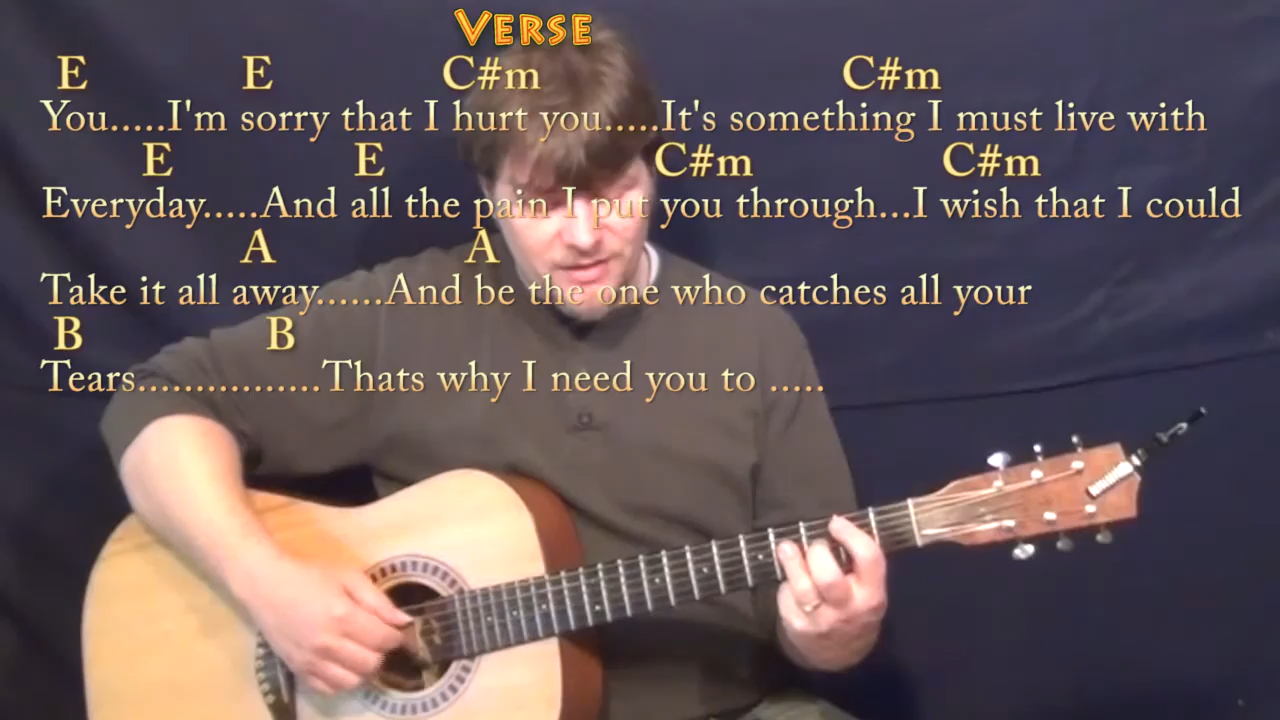 VERSE
E E C#m C#m
You.....I'm sorry that I hurt you.....It's something I must live with
E E C#m C#m
Everyday.....And all the pain I put you through...I wish that I could
A A
Take it all away......And be the one who catches all your
B B
Tears................Thats why I need you to .....